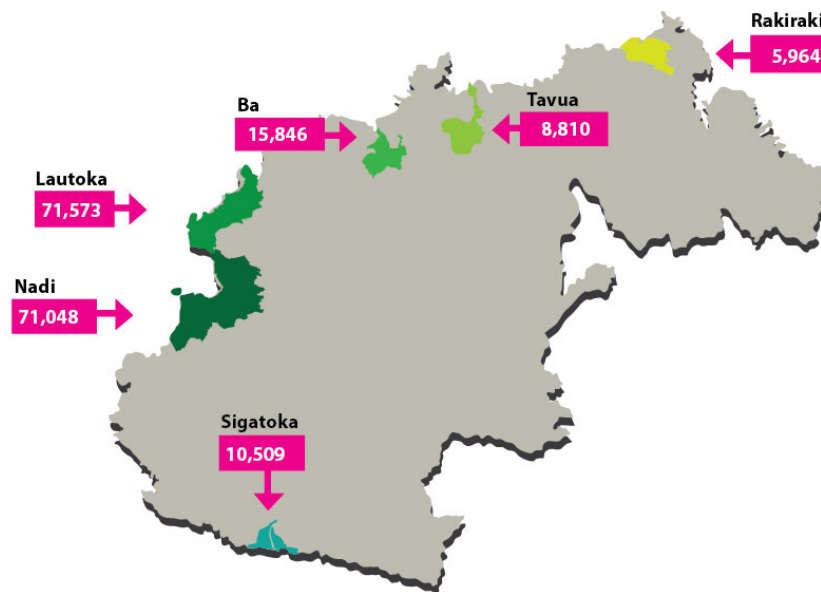 Rakiraki
5,964
Ba
15,846
Tavua
8,810
Lautoka
71,573
Nadi
71,048
Sigatoka
10,509